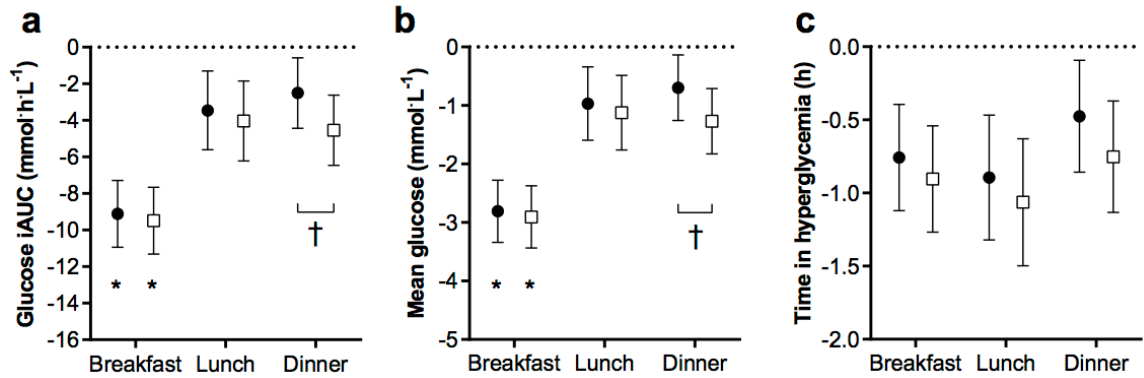 a
Glucose iAUC (mmol·h·L⁻¹)
0
-2
-4
-6
-8
-10
-12
-14
-16
* *
†
Breakfast Lunch Dinner
b
Mean glucose (mmol·L⁻¹)
0
-1
-2
-3
-4
-5
* *
†
Breakfast Lunch Dinner
c
Time in hyperglycemia (h)
0.0
-0.5
-1.0
-1.5
-2.0
Breakfast Lunch Dinner